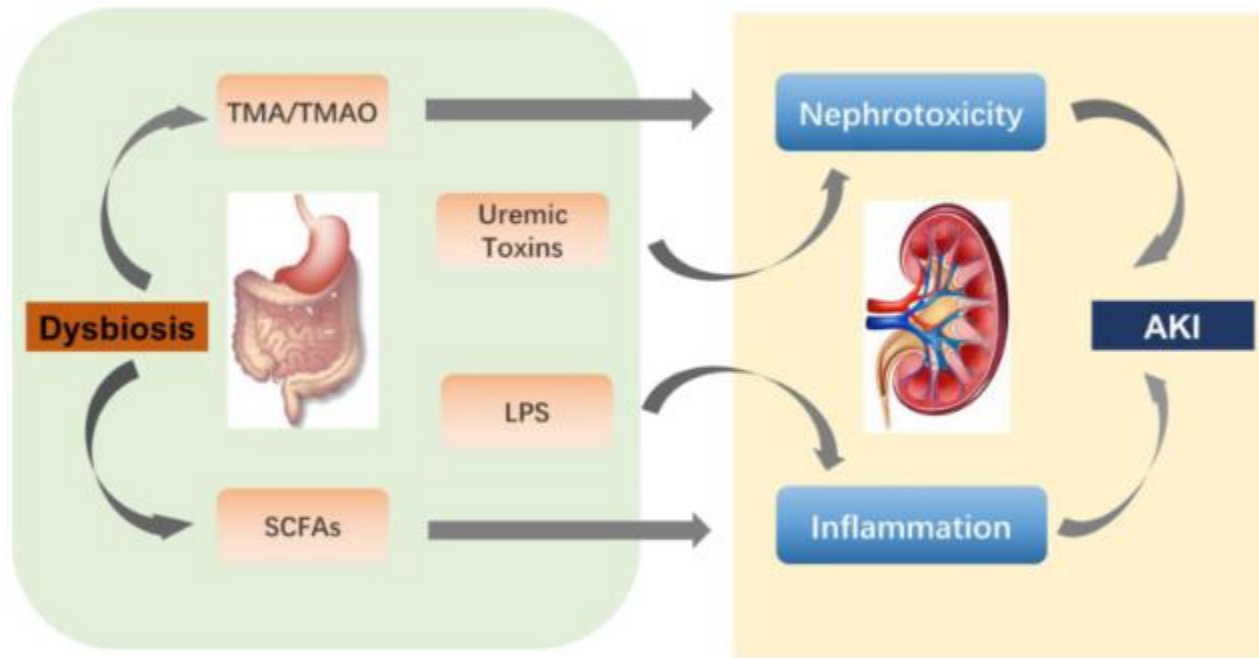 TMA/TMAO
Nephrotoxicity
Uremic
Toxins
Dysbiosis
AKI
LPS
SCFAs
Inflammation